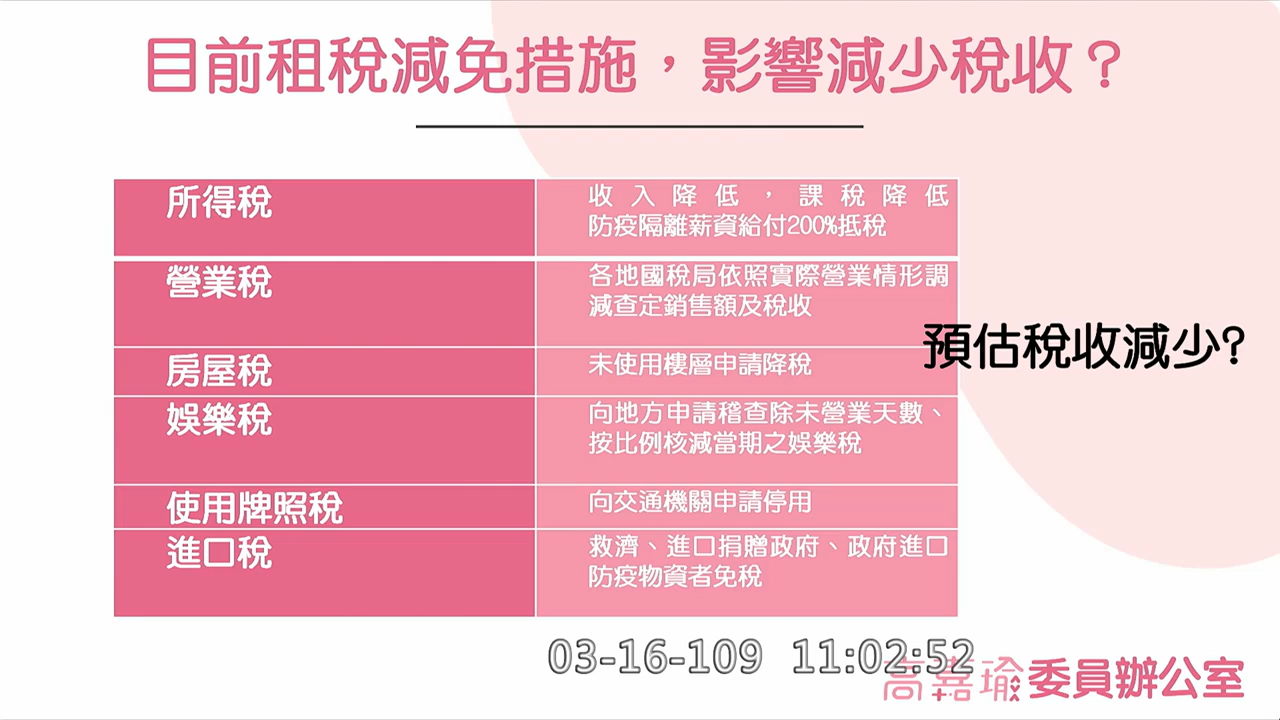 目前租稅減免措施，影響減少稅收？
所得稅
收入降低，課稅降低
防疫隔離薪資給付200%抵稅
營業稅
各地國稅局依照實際營業情形調
減查定銷售額及稅收
預估稅收減少?
房屋稅
未使用樓層申請降稅
娛樂稅
向地方申請稽查除未營業天數、
按比例核減當期之娛樂稅
使用牌照稅
向交通機關申請停用
進口稅
救濟、進口捐贈政府、政府進口
防疫物資者免稅
03-16-109 11:02:52
高嘉瑜委員辦公室